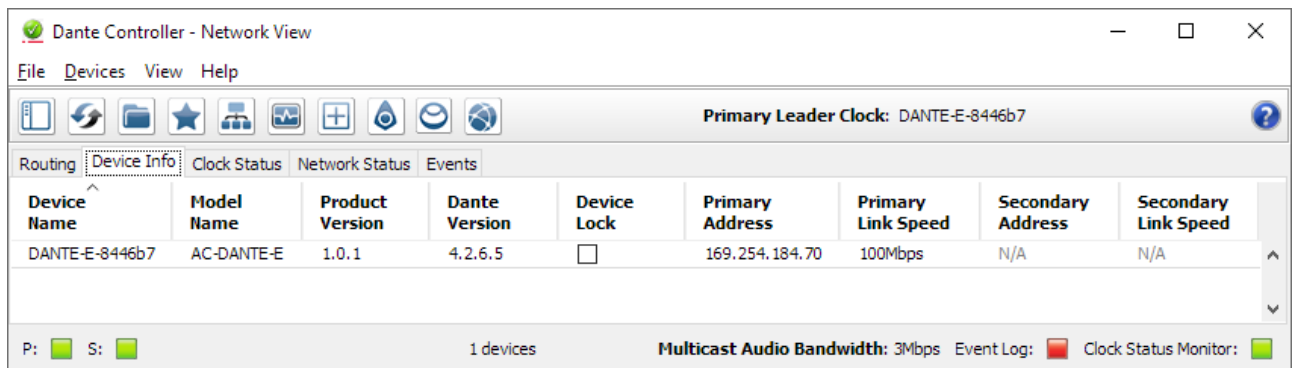 Dante Controller - Network View
File Devices View Help
Primary Leader Clock: DANTE-E-8446b7 ?
Routing Device Info Clock Status Network Status Events
Device Model Product Dante Device Primary Primary Secondary Secondary
Name Name Version Version Lock Address Link Speed Address Link Speed
DANTE-E-8446b7 AC-DANTE-E 1.0.1 4.2.6.5 169.254.184.70 100Mbps N/A N/A
P: S: 1 devices Multicast Audio Bandwidth: 3Mbps Event Log: Clock Status Monitor: